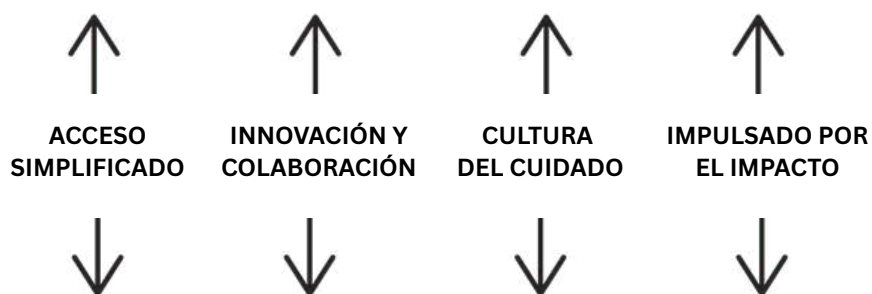 ACCESO
SIMPLIFICADO
INNOVACIÓN Y
COLABORACIÓN
CULTURA
DEL CUIDADO
IMPULSADO POR
EL IMPACTO